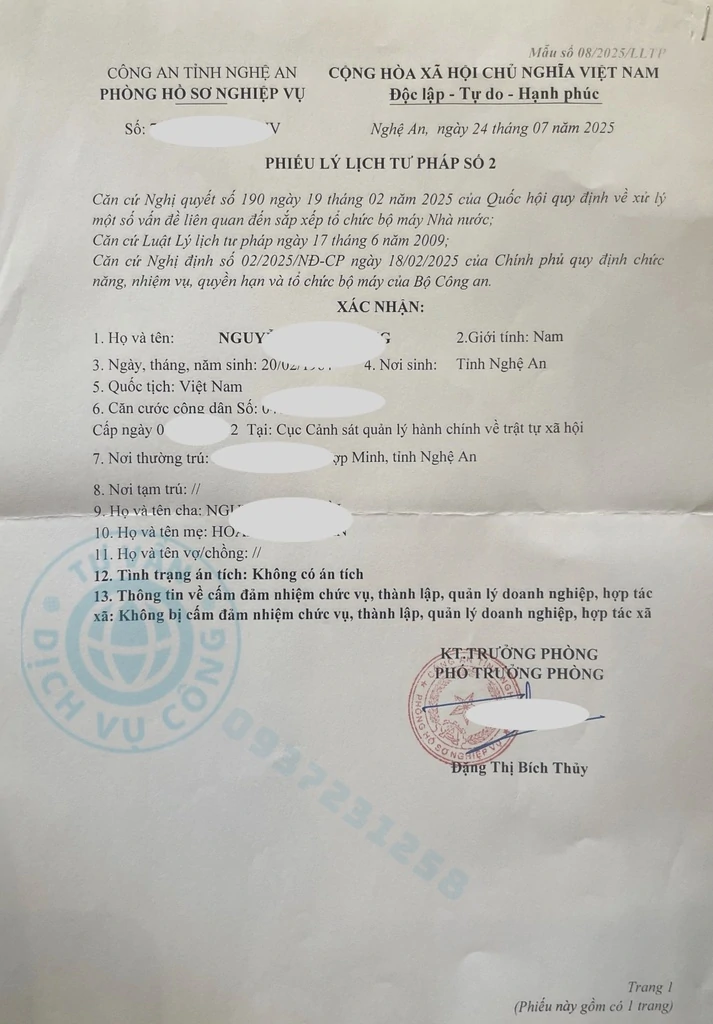 Mẫu số 08/2025/LLTP
CÔNG AN TỈNH NGHỆ AN
PHÒNG HỒ SƠ NGHIỆP VỤ
CỘNG HÒA XÃ HỘI CHỦ NGHĨA VIỆT NAM
Độc lập - Tự do - Hạnh phúc
Số:
Nghệ An, ngày 24 tháng 07 năm 2025
PHIẾU LÝ LỊCH TƯ PHÁP SỐ 2
Căn cứ Nghị quyết số 190 ngày 19 tháng 02 năm 2025 của Quốc hội quy định về xử lý
một số vấn đề liên quan đến sắp xếp tổ chức bộ máy Nhà nước;
Căn cứ Luật Lý lịch tư pháp ngày 17 tháng 6 năm 2009;
Căn cứ Nghị định số 02/2025/NĐ-CP ngày 18/02/2025 của Chính phủ quy định chức
năng, nhiệm vụ, quyền hạn và tổ chức bộ máy của Bộ Công an.
XÁC NHẬN:
1. Họ và tên:
2.Giới tính: Nam
3. Ngày, tháng, năm sinh: 20/02/
4. Nơi sinh: Tỉnh Nghệ An
5. Quốc tịch: Việt Nam
6. Căn cước công dân Số:
Cấp ngày 0 2 Tại: Cục Cảnh sát quản lý hành chính về trật tự xã hội
7. Nơi thường trú: Minh, tỉnh Nghệ An
8. Nơi tạm trú: //
9. Họ và tên cha:
10. Họ và tên mẹ:
11. Họ và tên vợ/chồng: //
12. Tình trạng án tích: Không có án tích
13. Thông tin về cấm đảm nhiệm chức vụ, thành lập, quản lý doanh nghiệp, hợp tác
xã: Không bị cấm đảm nhiệm chức vụ, thành lập, quản lý doanh nghiệp, hợp tác xã
DỊCH VỤ CÔNG
0937231258
KT.TRƯỞNG PHÒNG
PHÓ TRƯỞNG PHÒNG
PHÒNG HỒ SƠ NGHIỆP VỤ
Đặng Thị Bích Thủy
Trang 1
(Phiếu này gồm có 1 trang)